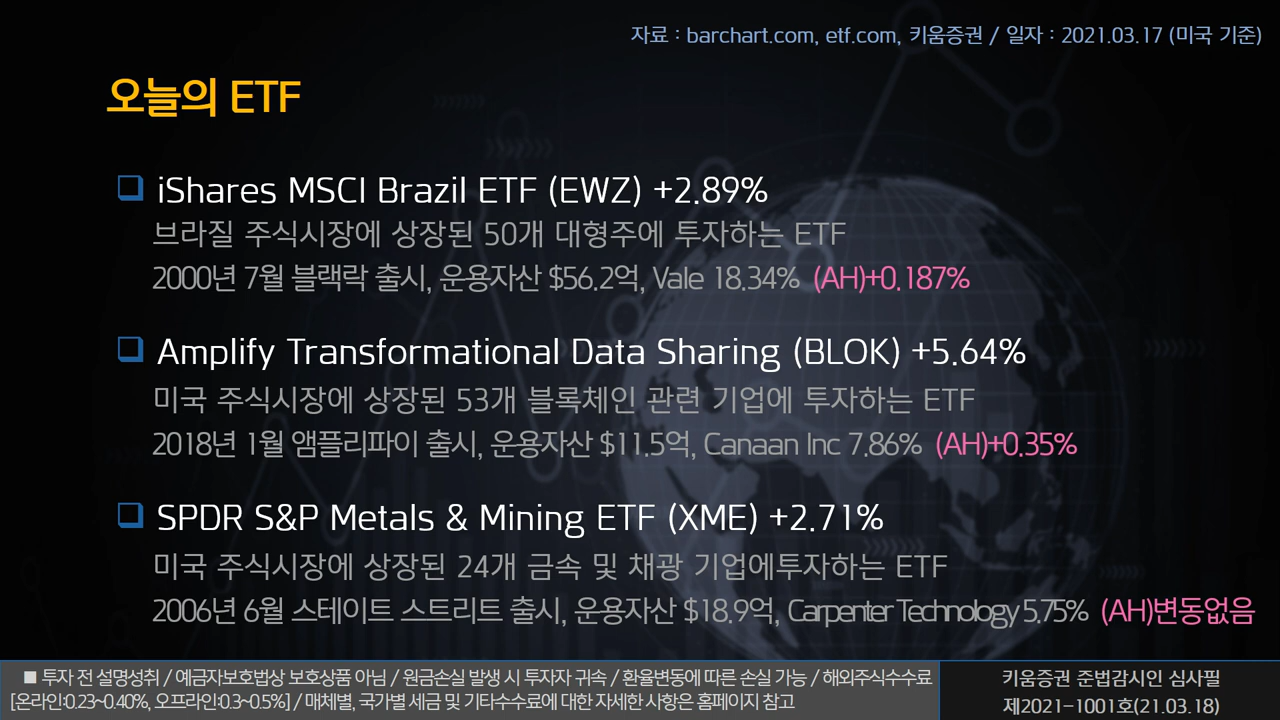 자료 : barchart.com, etf.com, 키움증권 / 일자 : 2021.03.17 (미국 기준)
오늘의 ETF
iShares MSCI Brazil ETF (EWZ) +2.89%
브라질 주식시장에 상장된 50개 대형주에 투자하는 ETF
2000년 7월 블랙락 출시, 운용자산 $56.2억, Vale 18.34% (AH)+0.187%
Amplify Transformational Data Sharing (BLOK) +5.64%
미국 주식시장에 상장된 53개 블록체인 관련 기업에 투자하는 ETF
2018년 1월 앰플리파이 출시, 운용자산 $11.5억, Canaan Inc 7.86% (AH)+0.35%
SPDR S&P Metals & Mining ETF (XME) +2.71%
미국 주식시장에 상장된 24개 금속 및 채광 기업에투자하는 ETF
2006년 6월 스테이트 스트리트 출시, 운용자산 $18.9억, Carpenter Technology 5.75% (AH)변동없음
■ 투자 전 설명성취 / 예금자보호법상 보호상품 아님 / 원금손실 발생 시 투자자 귀속 / 환율변동에 따른 손실 가능 / 해외주식수수료
[온라인:0.23~0.40%, 오프라인:0.3~0.5%] / 매체별, 국가별 세금 및 기타수수료에 대한 자세한 사항은 홈페이지 참고
키움증권 준법감시인 심사필
제2021-1001호(21.03.18)